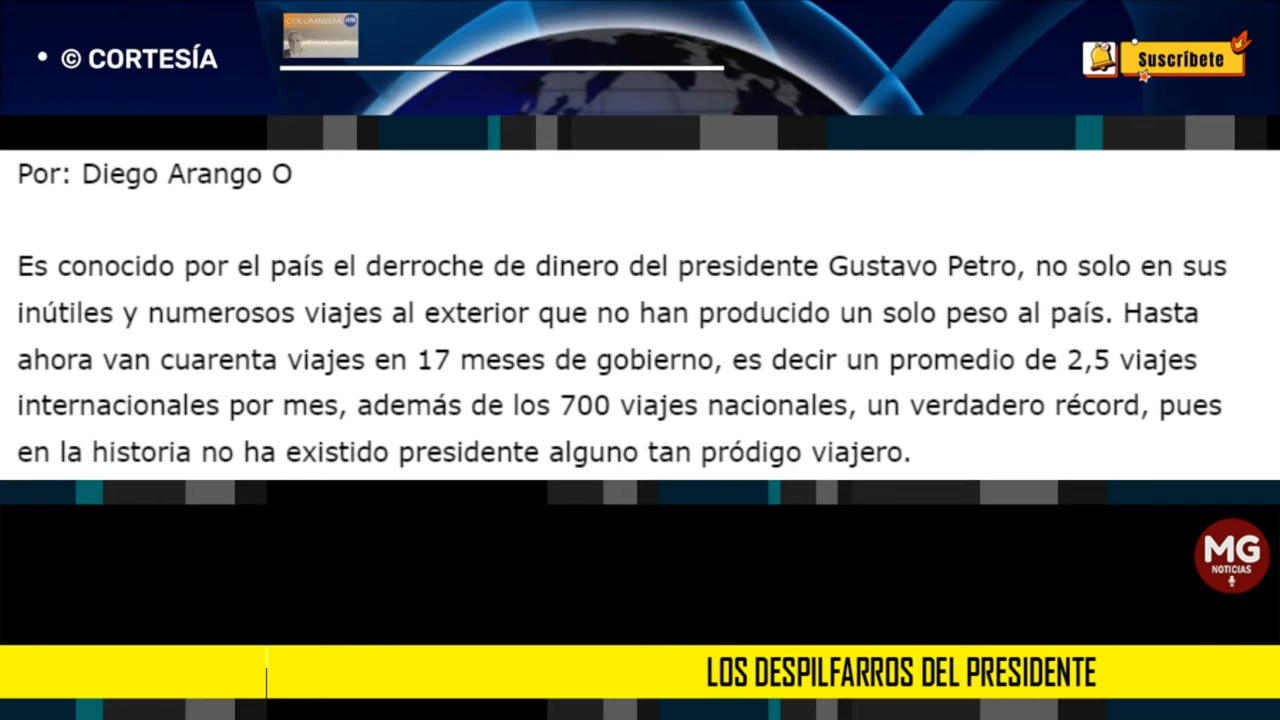 • © CORTESÍA
COLUMNISTA
Suscríbete
Por: Diego Arango O
Es conocido por el país el derroche de dinero del presidente Gustavo Petro, no solo en sus
inútiles y numerosos viajes al exterior que no han producido un solo peso al país. Hasta
ahora van cuarenta viajes en 17 meses de gobierno, es decir un promedio de 2,5 viajes
internacionales por mes, además de los 700 viajes nacionales, un verdadero récord, pues
en la historia no ha existido presidente alguno tan pródigo viajero.
MG
NOTICIAS
LOS DESPILFARROS DEL PRESIDENTE